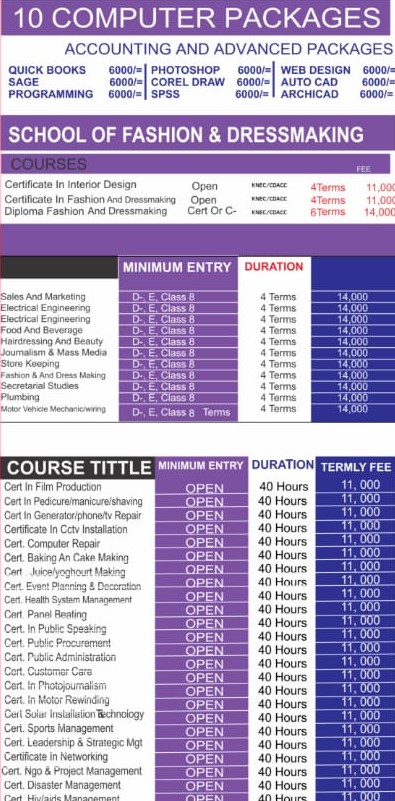 10 COMPUTER PACKAGES
ACCOUNTING AND ADVANCED PACKAGES
QUICK BOOKS 6000/= PHOTOSHOP 6000/= WEB DESIGN 6000/=
SAGE 6000/= COREL DRAW 6000/= AUTO CAD 6000/=
PROGRAMMING 6000/= SPSS 6000/= ARCHICAD 6000/=
SCHOOL OF FASHION & DRESSMAKING
COURSES FEE
Certificate In Interior Design Open KNEC/CDACC 4Terms 11,000
Certificate In Fashion And Dressmaking Open KNEC/CDACC 4Terms 11,000
Diploma Fashion And Dressmaking Cert Or C- KNEC/CDACC 6Terms 14,000
MINIMUM ENTRY DURATION
Sales And Marketing D-, E, Class 8 4 Terms 14,000
Electrical Engineering D-, E, Class 8 4 Terms 14,000
Electrical Engineering D-, E, Class 8 4 Terms 14,000
Food And Beverage D-, E, Class 8 4 Terms 14,000
Hairdressing And Beauty D-, E, Class 8 4 Terms 14,000
Journalism & Mass Media D-, E, Class 8 4 Terms 14,000
Store Keeping D-, E, Class 8 4 Terms 14,000
Fashion & And Dress Making D-, E, Class 8 4 Terms 14,000
Secretarial Studies D-, E, Class 8 4 Terms 14,000
Plumbing D-, E, Class 8 4 Terms 14,000
Motor Vehicle Mechanic/wiring D-, E, Class 8 Terms 4 Terms 14,000
COURSE TITTLE MINIMUM ENTRY DURATION TERMLY FEE
Cert In Film Production OPEN 40 Hours 11, 000
Cert In Pedicure/manicure/shaving OPEN 40 Hours 11, 000
Cert In Generator/phone/tv Repair OPEN 40 Hours 11, 000
Certificate In Cctv Installation OPEN 40 Hours 11, 000
Cert. Computer Repair OPEN 40 Hours 11, 000
Cert. Baking An Cake Making OPEN 40 Hours 11, 000
Cert . Juice/yoghourt Making OPEN 40 Hours 11, 000
Cert. Event Planning & Decoration OPEN 40 Hours 11, 000
Cert. Health System Management OPEN 40 Hours 11, 000
Cert. Panel Beating OPEN 40 Hours 11, 000
Cert. In Public Speaking OPEN 40 Hours 11, 000
Cert. Public Procurement OPEN 40 Hours 11, 000
Cert. Public Administration OPEN 40 Hours 11, 000
Cert. Customer Care OPEN 40 Hours 11, 000
Cert. In Photojournalism OPEN 40 Hours 11, 000
Cert. In Motor Rewinding OPEN 40 Hours 11, 000
Cert Solar Installation Technology OPEN 40 Hours 11, 000
Cert. Sports Management OPEN 40 Hours 11, 000
Cert. Leadership & Strategic Mgt OPEN 40 Hours 11, 000
Certificate In Networking OPEN 40 Hours 11, 000
Cert. Ngo & Project Management OPEN 40 Hours 11, 000
Cert. Disaster Management OPEN 40 Hours 11, 000
Cert. Hiv/aids Management OPEN 40 Hours 11, 000